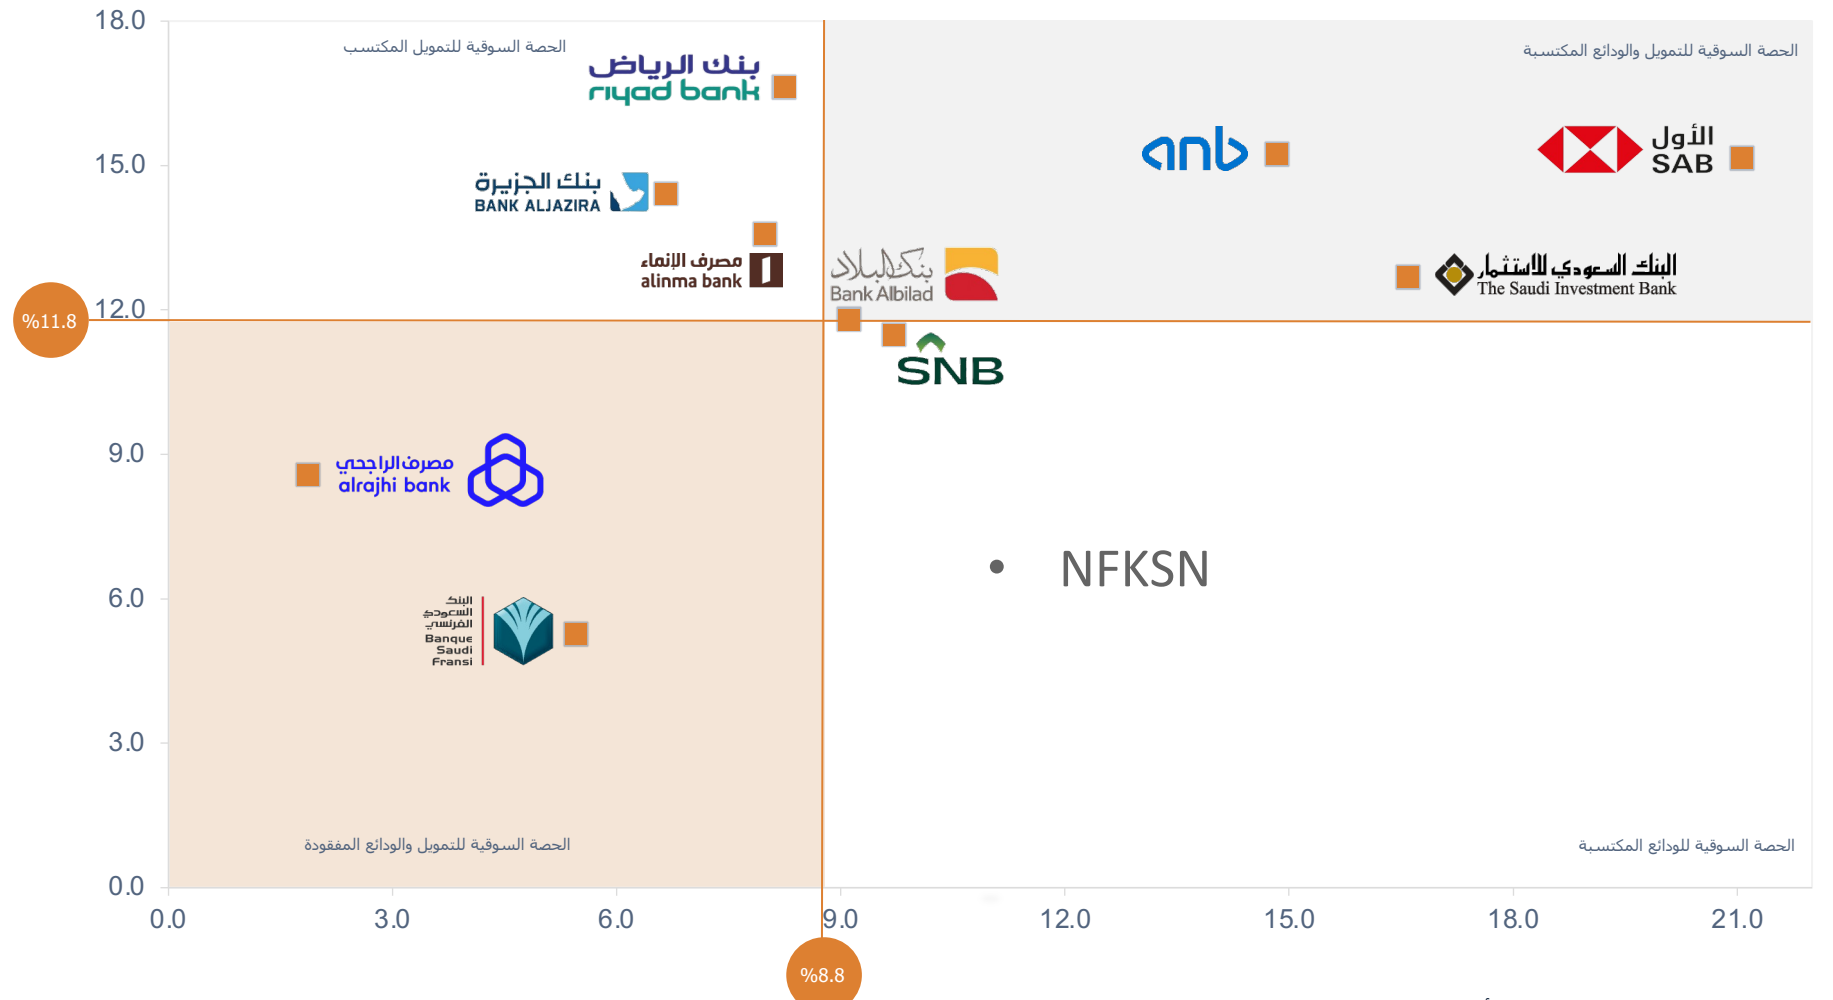 18.0
الحصة السوقية للتمويل المكتسب
الحصة السوقية للتمويل والودائع المكتسبة
بنك الرياض
riyad bank
anb
الأول
SAB
15.0
بنك الجزيرة
BANK ALJAZIRA
مصرف الإنماء
alinma bank
بنك البلاد
Bank Albilad
البنك السعودي للاستثمار
The Saudi Investment Bank
12.0
%11.8
SNB
9.0
مصرف الراجحي
alrajhi bank
NFKSN
6.0
البنك
السعودي
الفرنسي
Banque
Saudi
Fransi
3.0
الحصة السوقية للتمويل والودائع المفقودة
الحصة السوقية للودائع المكتسبة
0.0
0.0 3.0 6.0 9.0 12.0 15.0 18.0 21.0
%8.8